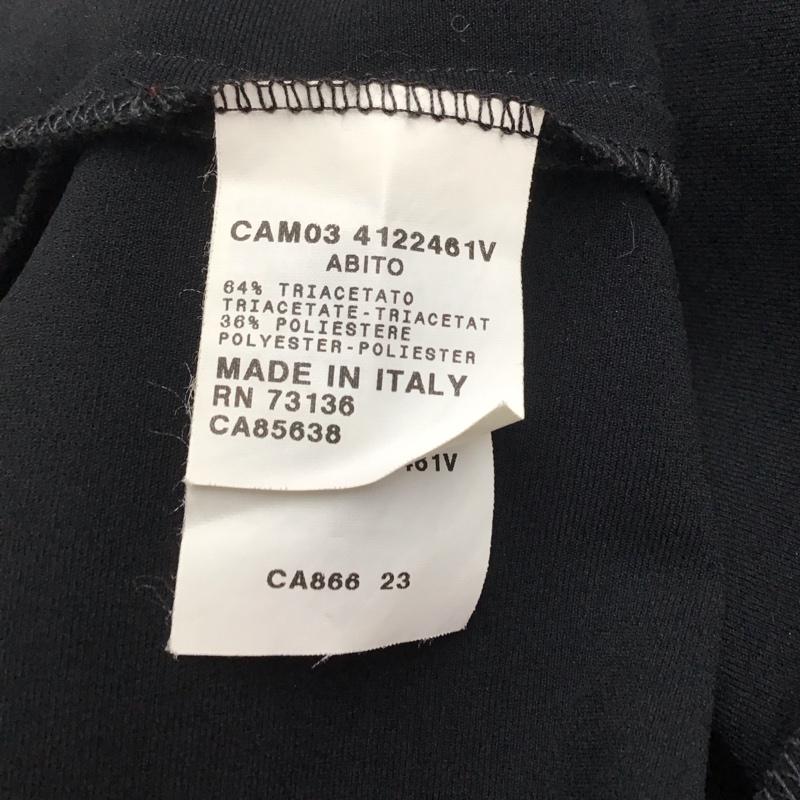 CAM03 4122461V
ABITO
64% TRIACETATO
TRIACETATE-TRIACETAT
36% POLIESTERE
POLYESTER-POLIESTER
MADE IN ITALY
RN 73136
CA85638
461V
CA866 23